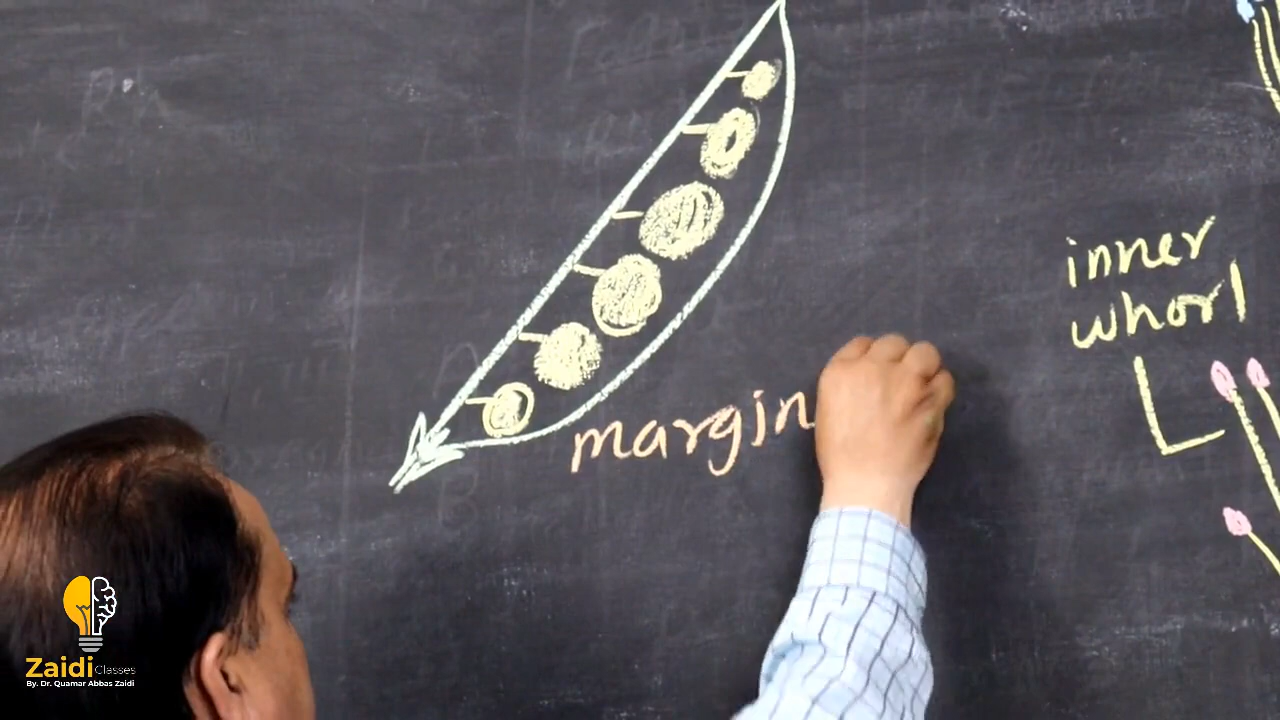 inner
whorl
margin
Zaidi Classes
By. Dr. Quamar Abbas Zaidi